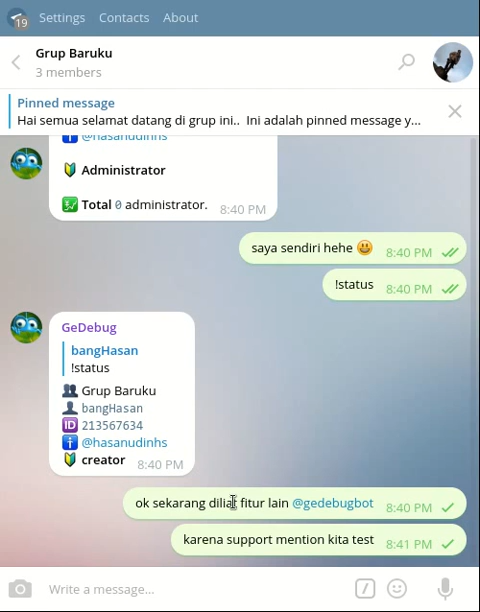 Settings Contacts About
19
Grup Baruku
3 members
Pinned message
Hai semua selamat datang di grup ini.. Ini adalah pinned message y...
@hasanudinhs
Administrator
Total 0 administrator. 8:40 PM
saya sendiri hehe 😃 8:40 PM
!status 8:40 PM
GeDebug
bangHasan
!status
Grup Baruku
bangHasan
ID 213567634
@hasanudinhs
creator 8:40 PM
ok sekarang diliat fitur lain @gedebugbot 8:40 PM
karena support mention kita test 8:41 PM
Write a message...